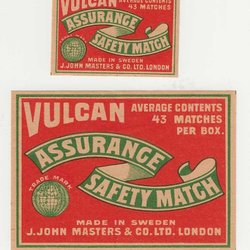 VULCAN
AVERAGE CONTENTS
43 MATCHES
ASSURANCE
SAFETY MATCH
MADE IN SWEDEN
J. JOHN MASTERS & CO. LTD. LONDON
VULCAN
AVERAGE CONTENTS
43 MATCHES
PER BOX.
ASSURANCE
SAFETY MATCH
TRADE MARK
MADE IN SWEDEN
J. JOHN MASTERS & CO. LTD. LONDON